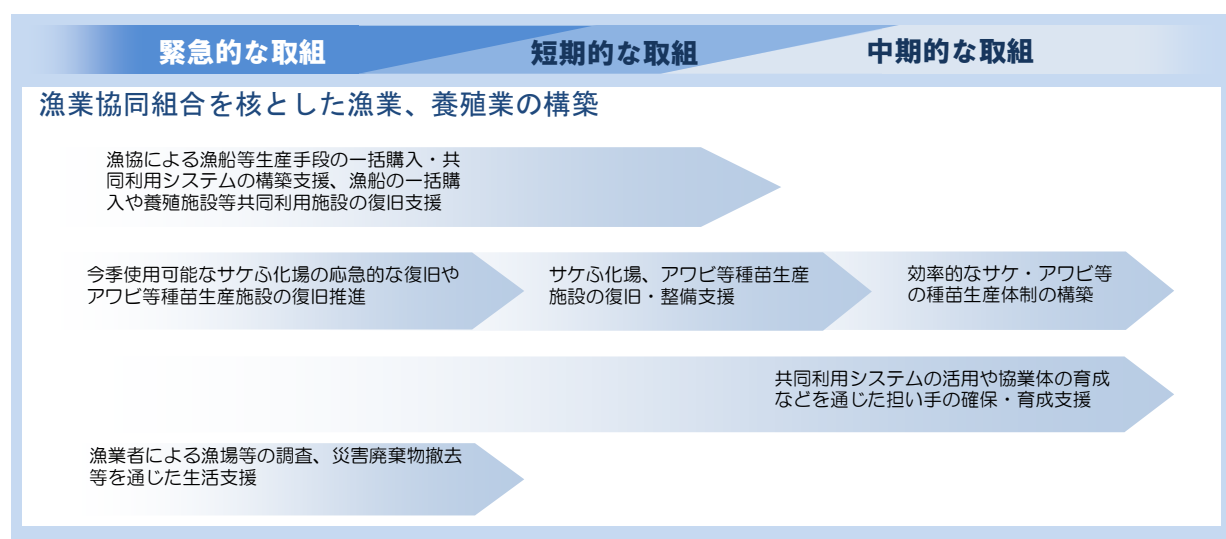 緊急的な取組
短期的な取組
中期的な取組
漁業協同組合を核とした漁業、養殖業の構築
漁協による漁船等生産手段の一括購入・共
同利用システムの構築支援、漁船の一括購
入や養殖施設等共同利用施設の復旧支援
今季使用可能なサケふ化場の応急的な復旧や
アワビ等種苗生産施設の復旧推進
サケふ化場、アワビ等種苗生産
施設の復旧・整備支援
効率的なサケ・アワビ等
の種苗生産体制の構築
共同利用システムの活用や協業体の育成
などを通じた担い手の確保・育成支援
漁業者による漁場等の調査、災害廃棄物撤去
等を通じた生活支援